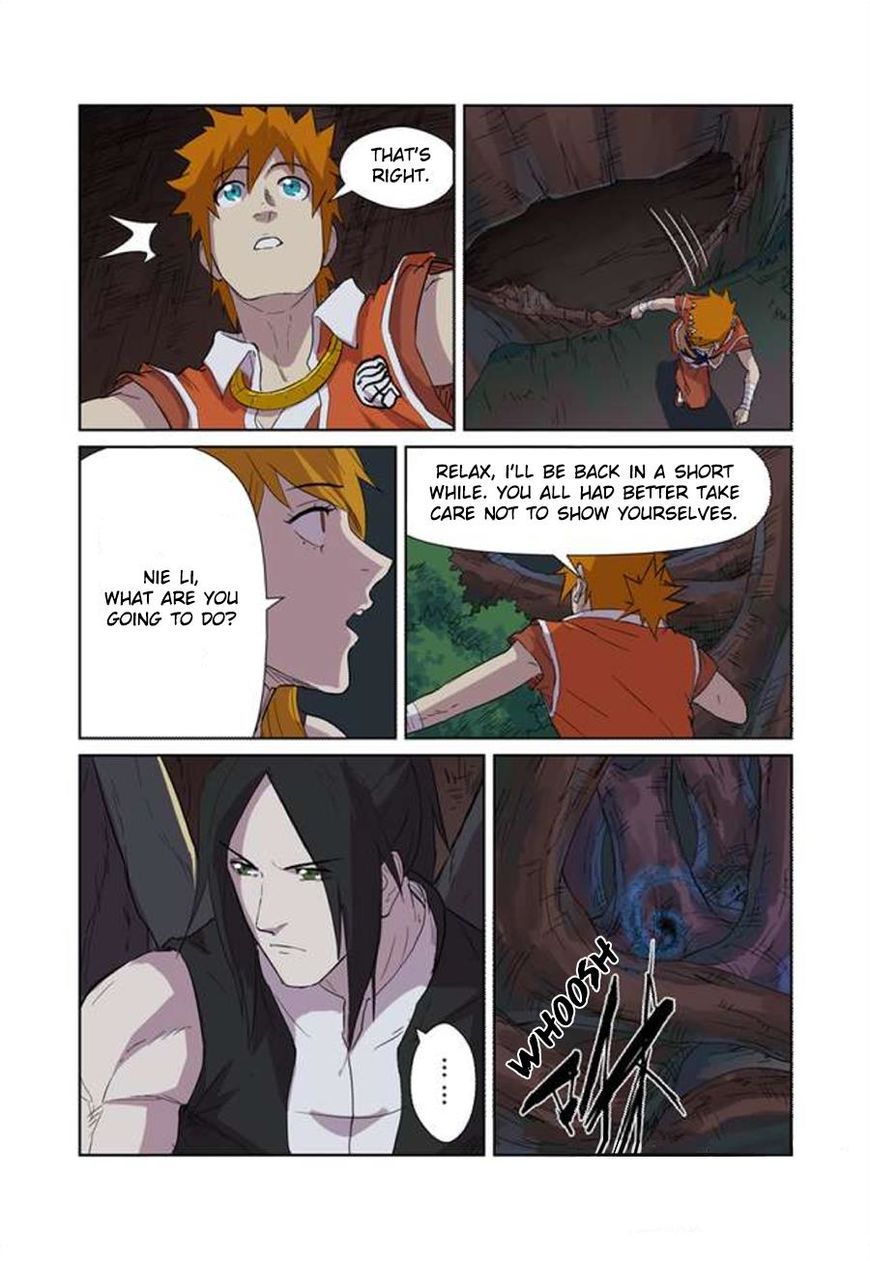 THAT'S
RIGHT.
NIE LI,
WHAT ARE YOU
GOING TO DO?
RELAX, I'LL BE BACK IN A SHORT
WHILE. YOU ALL HAD BETTER TAKE
CARE NOT TO SHOW YOURSELVES.
......
WHOOSH